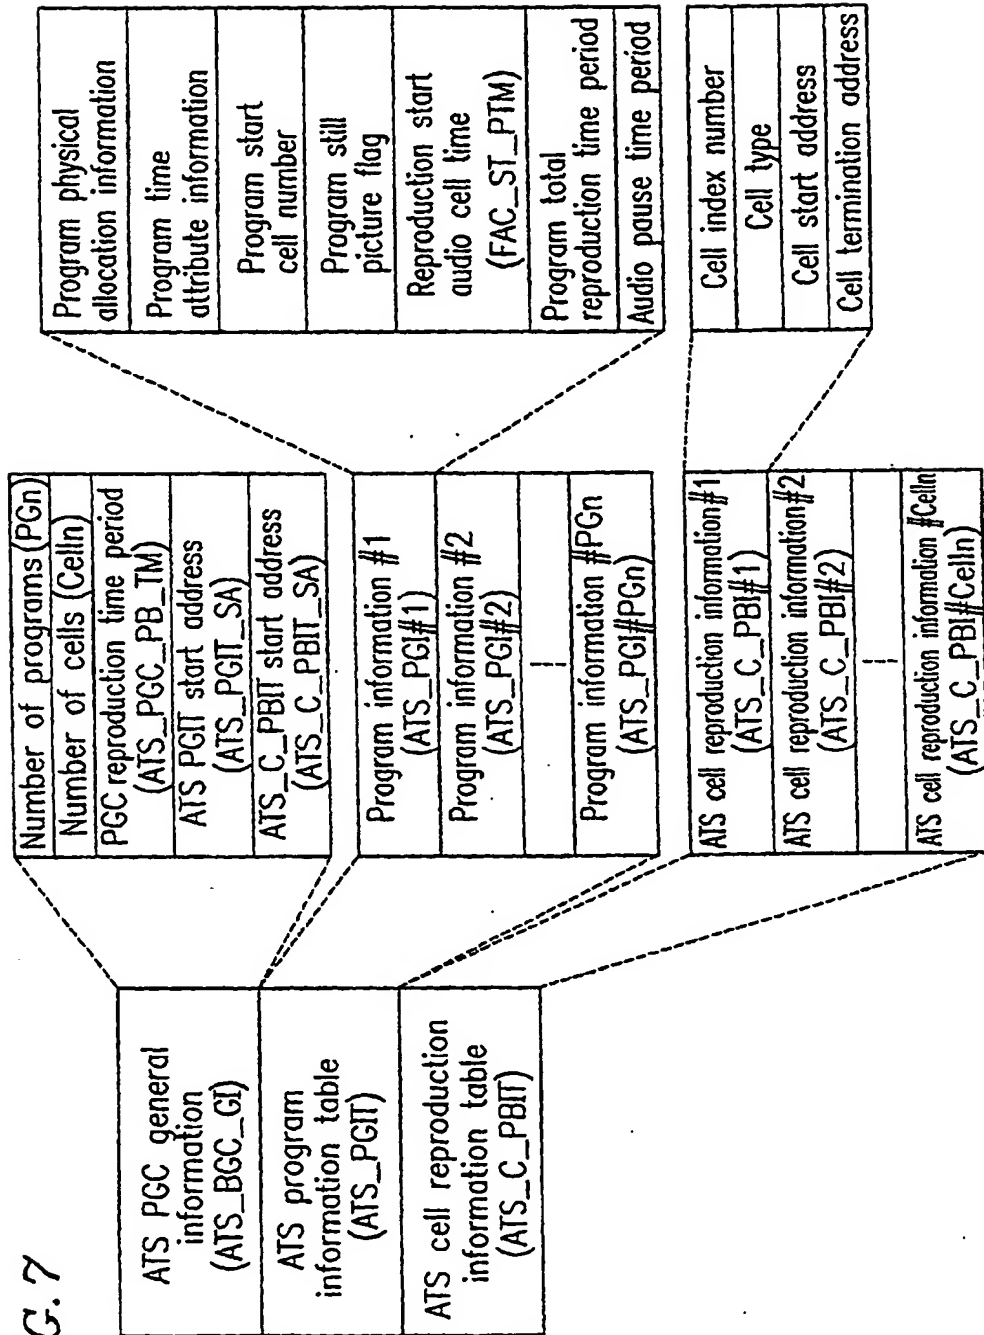 G. 7
ATS PGC general
information
(ATS_BGC_GI)
ATS program
information table
(ATS_PGIT)
ATS cell reproduction
information table
(ATS_C_PBIT)
Number of programs(PGn)
Number of cells (Celln)
PGC reproduction time period
(ATS_PGC_PB_TM)
ATS PGIT start address
(ATS_PGIT_SA)
ATS_C_PBIT start address
(ATS_C_PBIT_SA)
Program information #1
(ATS_PGI#1)
Program information #2
(ATS_PGI#2)
Program information #PGn
(ATS_PGI#PGn)
ATS cell reproduction information#1
(ATS_C_PBI#1)
ATS cell reproduction information#2
(ATS_C_PBI#2)
ATS cell reproduction information #Celln
(ATS_C_PBI#Celln)
Program physical
allocation information
Program time
attribute information
Program start
cell number
Program still
picture flag
Reproduction start
audio cell time
(FAC_ST_PTM)
Program total
reproduction time period
Audio pause time period
Cell index number
Cell type
Cell start address
Cell termination address